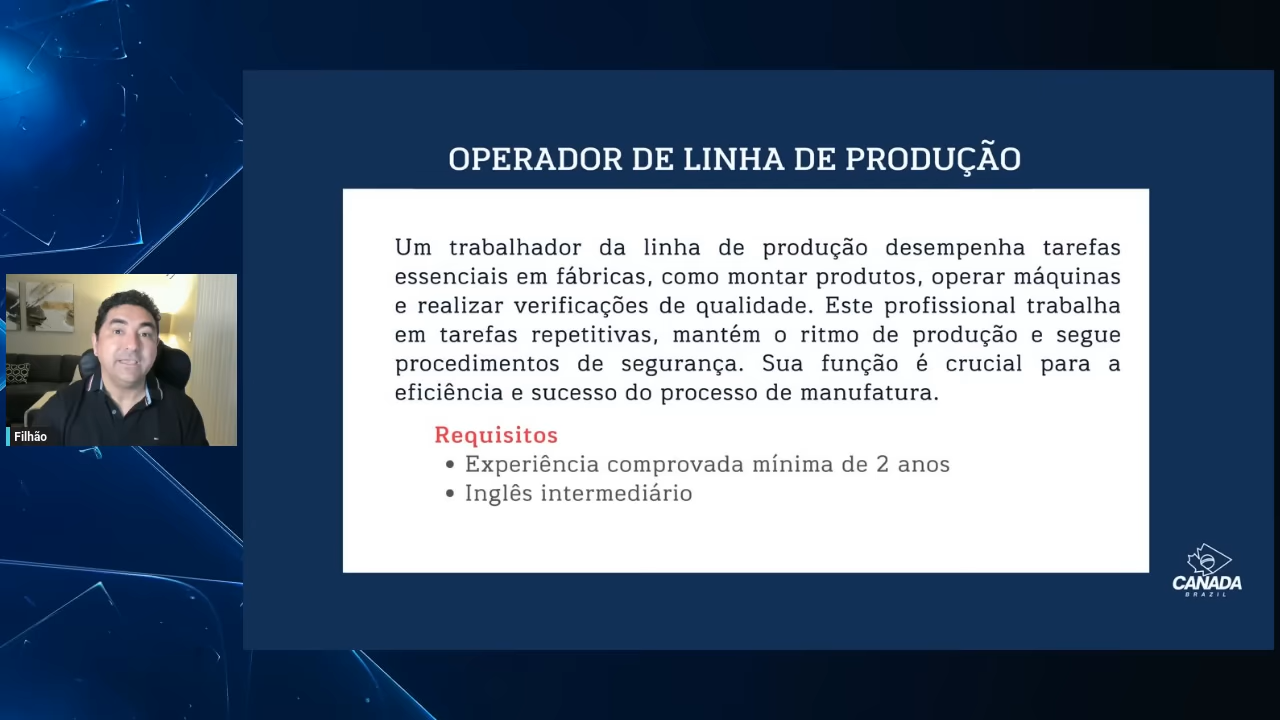 OPERADOR DE LINHA DE PRODUÇÃO
Um trabalhador da linha de produção desempenha tarefas
essenciais em fábricas, como montar produtos, operar máquinas
e realizar verificações de qualidade. Este profissional trabalha
em tarefas repetitivas, mantém o ritmo de produção e segue
procedimentos de segurança. Sua função é crucial para a
eficiência e sucesso do processo de manufatura.
Requisitos
• Experiência comprovada mínima de 2 anos
• Inglês intermediário
Filhão
CANADA
BRAZIL